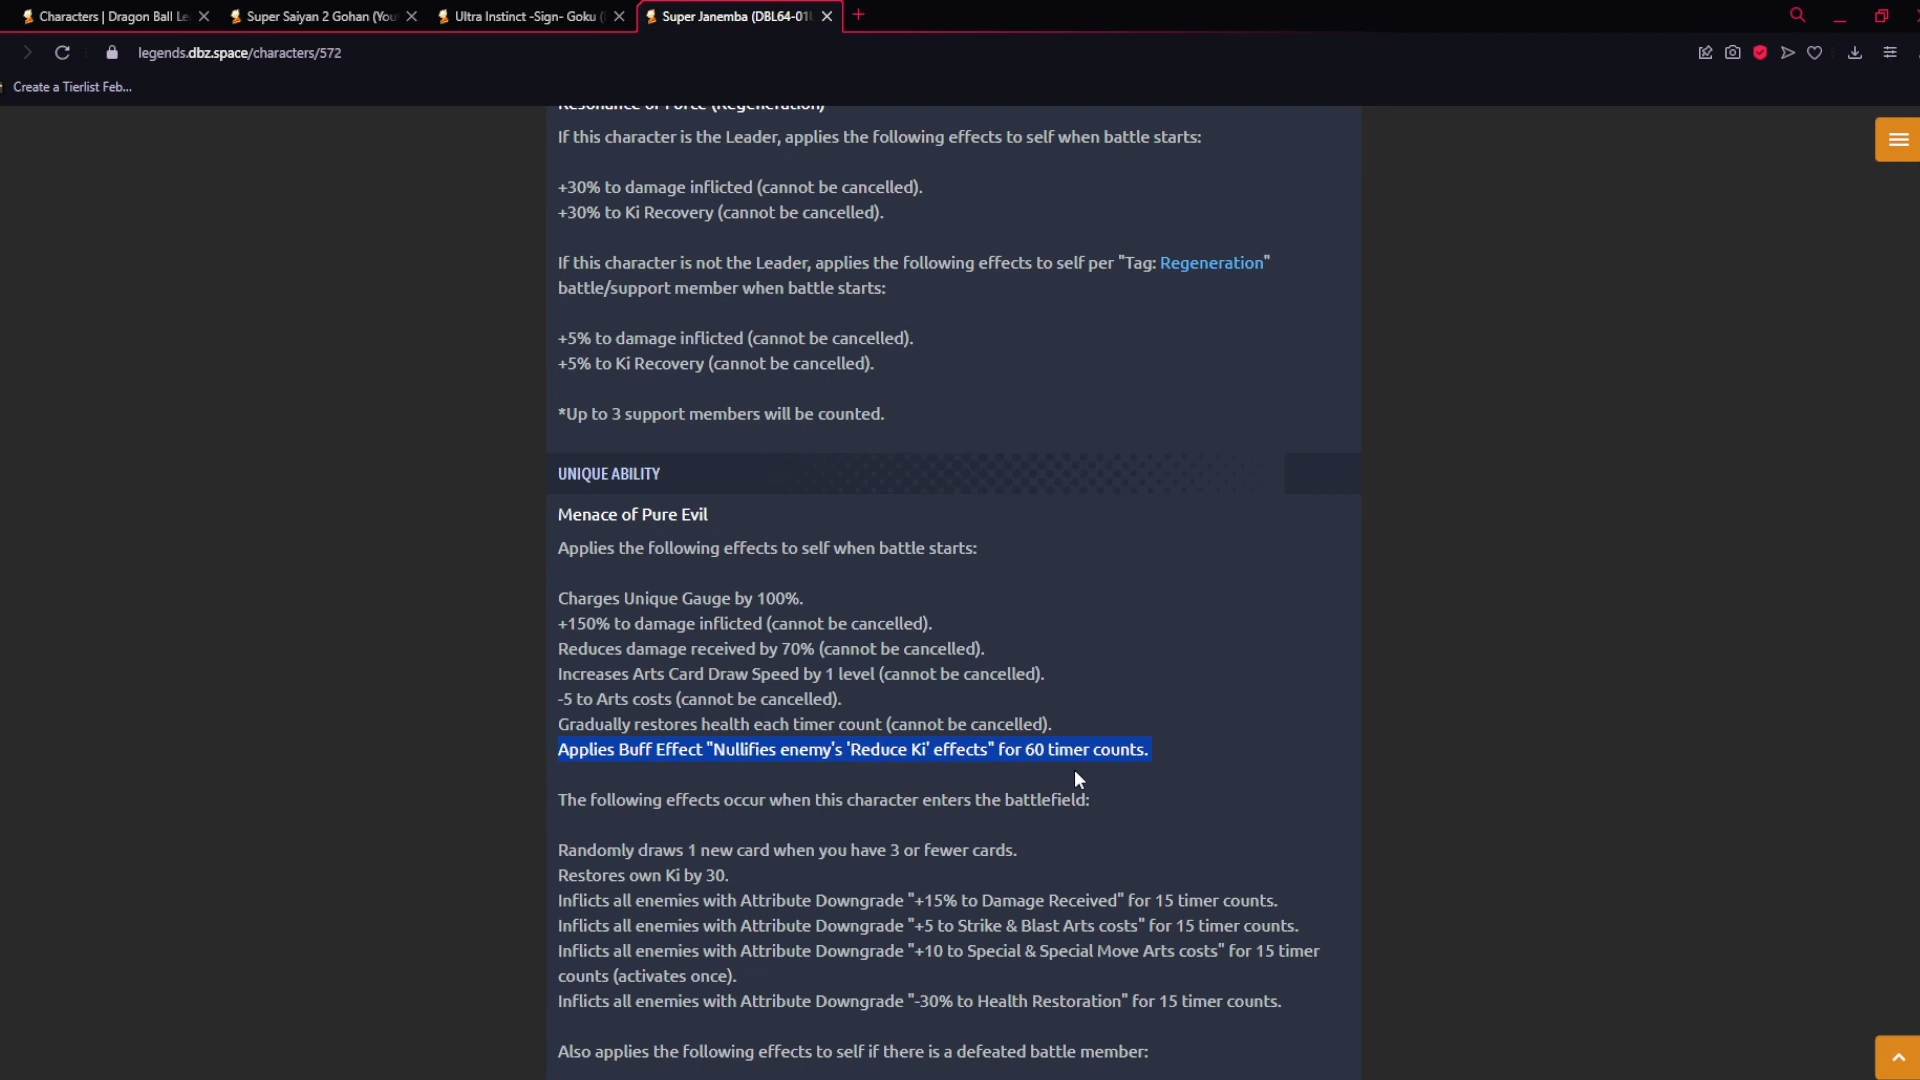 Characters | Dragon Ball Le
Super Saiyan 2 Gohan (You
Ultra Instinct -Sign- Goku (
Super Janemba (DBL64-01
legends.dbz.space/characters/572
Create a Tierlist Feb...
Resonance of Force (Regeneration)
If this character is the Leader, applies the following effects to self when battle starts:
+30% to damage inflicted (cannot be cancelled).
+30% to Ki Recovery (cannot be cancelled).
If this character is not the Leader, applies the following effects to self per "Tag: Regeneration"
battle/support member when battle starts:
+5% to damage inflicted (cannot be cancelled).
+5% to Ki Recovery (cannot be cancelled).
*Up to 3 support members will be counted.
UNIQUE ABILITY
Menace of Pure Evil
Applies the following effects to self when battle starts:
Charges Unique Gauge by 100%.
+150% to damage inflicted (cannot be cancelled).
Reduces damage received by 70% (cannot be cancelled).
Increases Arts Card Draw Speed by 1 level (cannot be cancelled).
-5 to Arts costs (cannot be cancelled).
Gradually restores health each timer count (cannot be cancelled).
Applies Buff Effect "Nullifies enemy's 'Reduce Ki' effects" for 60 timer counts.
The following effects occur when this character enters the battlefield:
Randomly draws 1 new card when you have 3 or fewer cards.
Restores own Ki by 30.
Inflicts all enemies with Attribute Downgrade "+15% to Damage Received" for 15 timer counts.
Inflicts all enemies with Attribute Downgrade "+5 to Strike & Blast Arts costs" for 15 timer counts.
Inflicts all enemies with Attribute Downgrade "+10 to Special & Special Move Arts costs" for 15 timer
counts (activates once).
Inflicts all enemies with Attribute Downgrade "-30% to Health Restoration" for 15 timer counts.
Also applies the following effects to self if there is a defeated battle member: